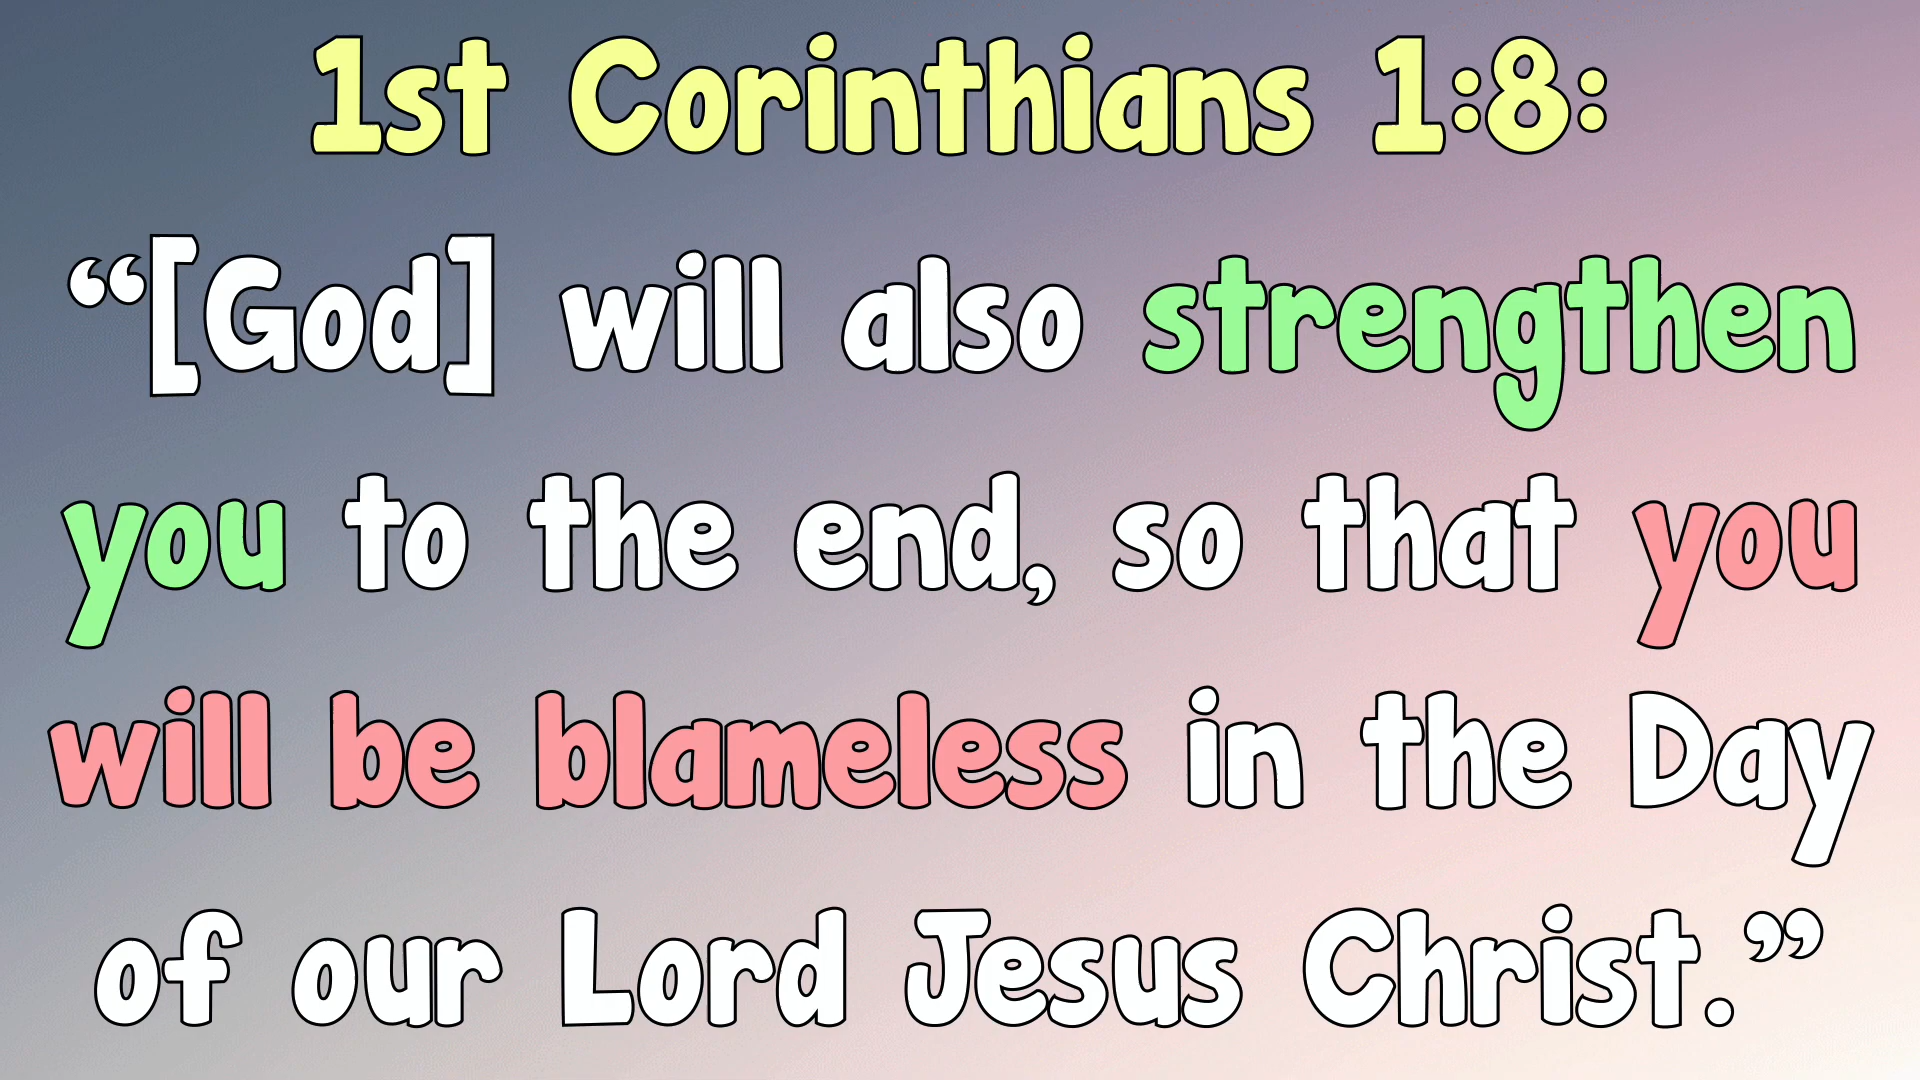 1st Corinthians 1:8:
“[God] will also strengthen
you to the end, so that you
will be blameless in the Day
of our Lord Jesus Christ.”